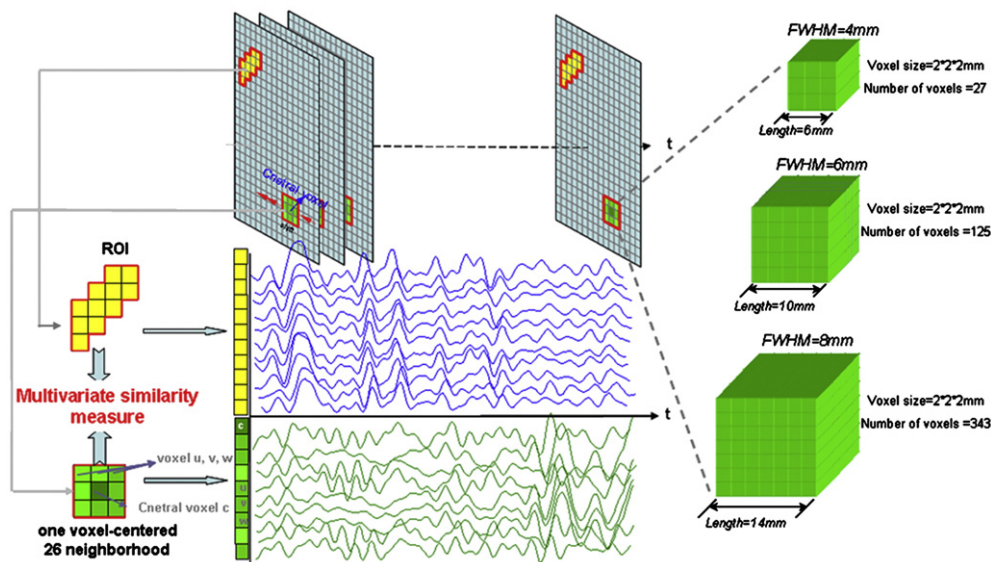 FWHM=4mm
Voxel size=2*2*2mm
Number of voxels =27
Length=6mm
t
Cnetral voxel
FWHM=6mm
Voxel size=2*2*2mm
Number of voxels =125
Length=10mm
ROI
Multivariate similarity
measure
FWHM=8mm
Voxel size=2*2*2mm
Number of voxels =343
Length=14mm
t
c
u
v
w
voxel u, v, w
Cnetral voxel c
one voxel-centered
26 neighborhood